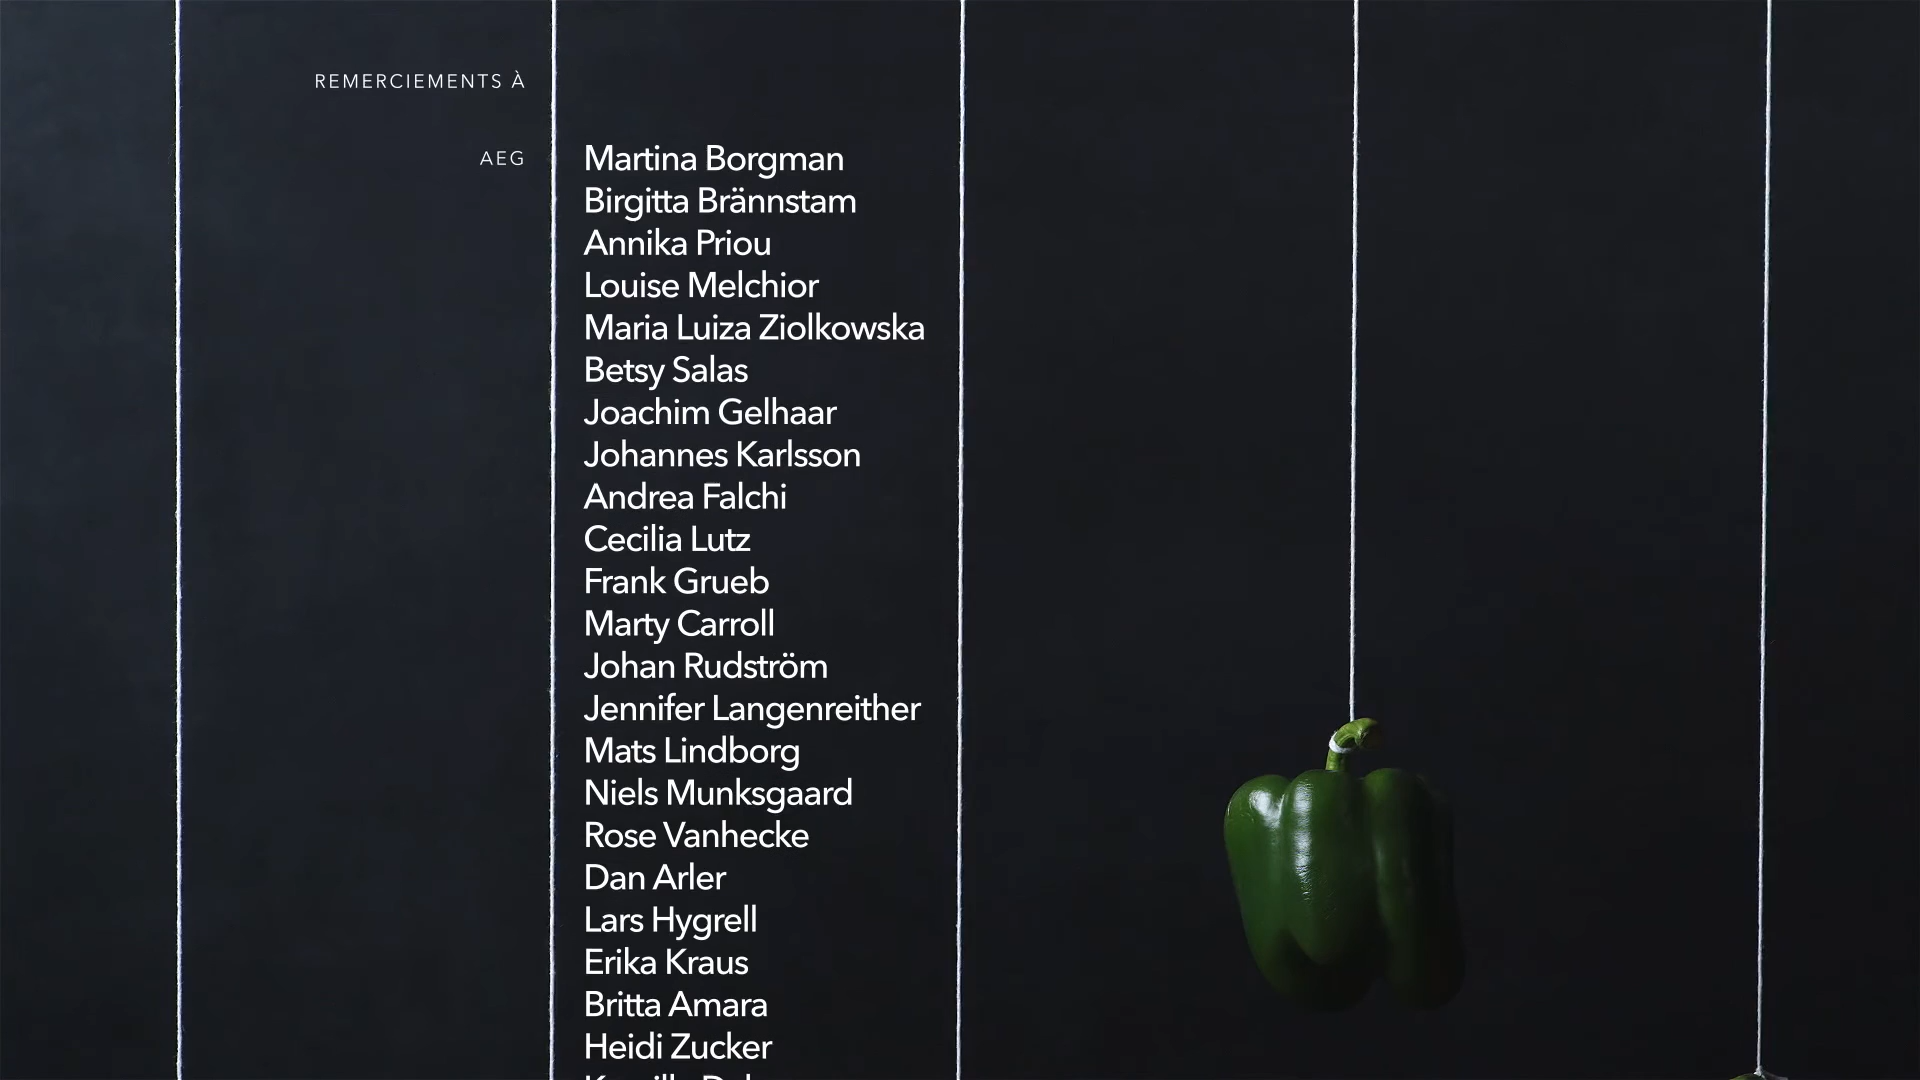 REMERCIEMENTS À
AEG
Martina Borgman
Birgitta Brännstam
Annika Priou
Louise Melchior
Maria Luiza Ziolkowska
Betsy Salas
Joachim Gelhaar
Johannes Karlsson
Andrea Falchi
Cecilia Lutz
Frank Grueb
Marty Carroll
Johan Rudström
Jennifer Langenreither
Mats Lindborg
Niels Munksgaard
Rose Vanhecke
Dan Arler
Lars Hygrell
Erika Kraus
Britta Amara
Heidi Zucker